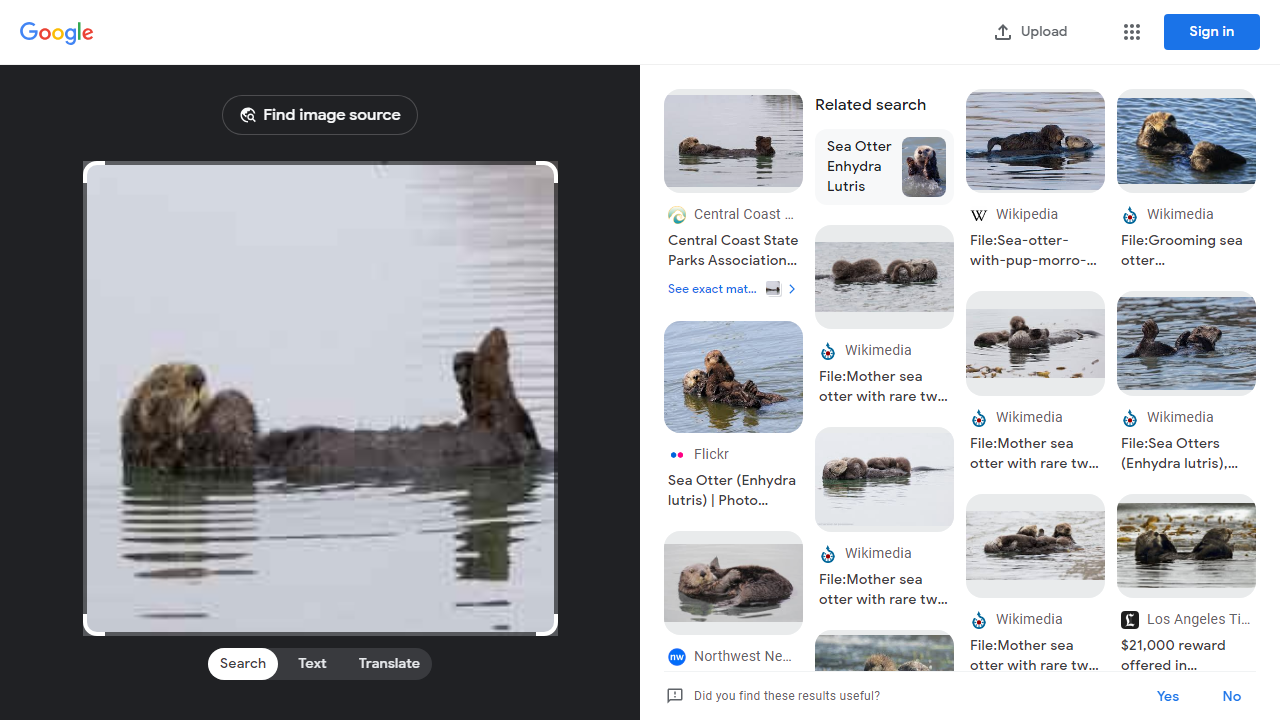 Google
Upload
Sign in
Find image source
Search
Text
Translate
Central Coast ...
Central Coast State
Parks Association...
See exact mat...
Flickr
Sea Otter (Enhydra
lutris) | Photo...
nw
Northwest Ne...
Related search
Sea Otter
Enhydra
Lutris
Wikimedia
File:Mother sea
otter with rare tw...
Wikimedia
File:Mother sea
otter with rare tw...
W
Wikipedia
File:Sea-otter-
with-pup-morro-...
Wikimedia
File:Mother sea
otter with rare tw...
Wikimedia
File:Mother sea
otter with rare tw...
Wikimedia
File:Grooming sea
otter...
Wikimedia
File:Sea Otters
(Enhydra lutris),...
Los Angeles Ti...
$21,000 reward
offered in...
Did you find these results useful?
Yes
No